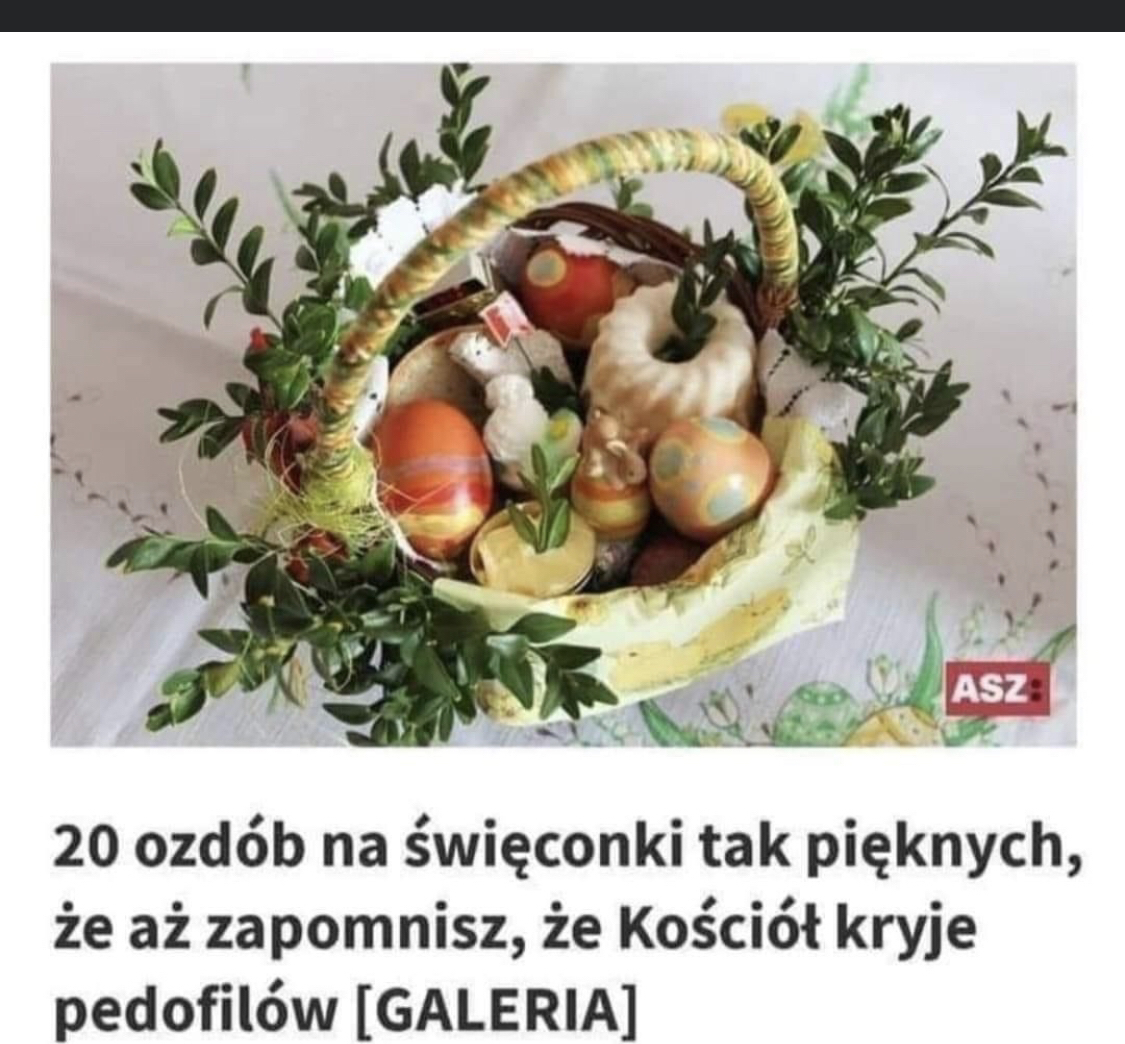 ASZ:
20 ozdób na święconki tak pięknych,
że aż zapomnisz, że Kościół kryje
pedofilów [GALERIA]